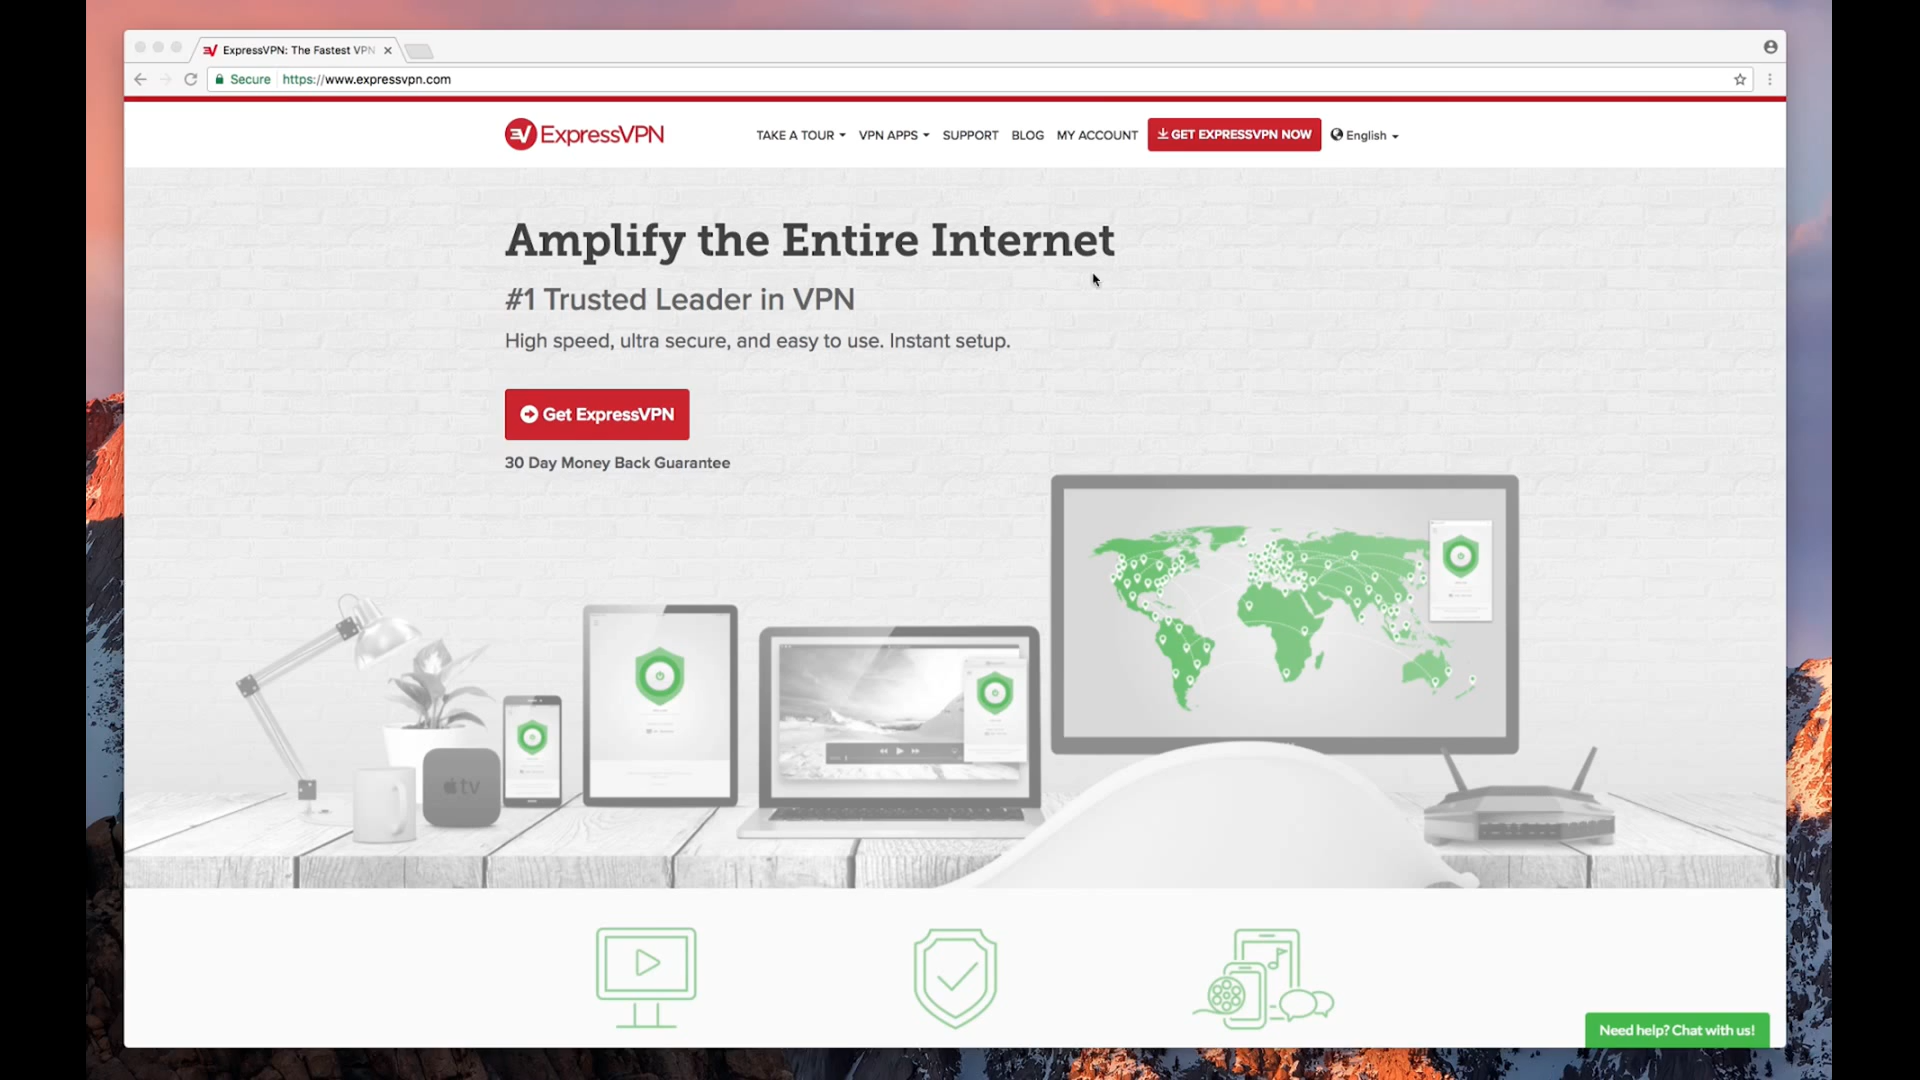 ExpressVPN: The Fastest VPN
Secure https://www.expressvpn.com
ExpressVPN
TAKE A TOUR VPN APPS SUPPORT BLOG MY ACCOUNT GET EXPRESSVPN NOW English
Amplify the Entire Internet
#1 Trusted Leader in VPN
High speed, ultra secure, and easy to use. Instant setup.
Get ExpressVPN
30 Day Money Back Guarantee
tv
Need help? Chat with us!